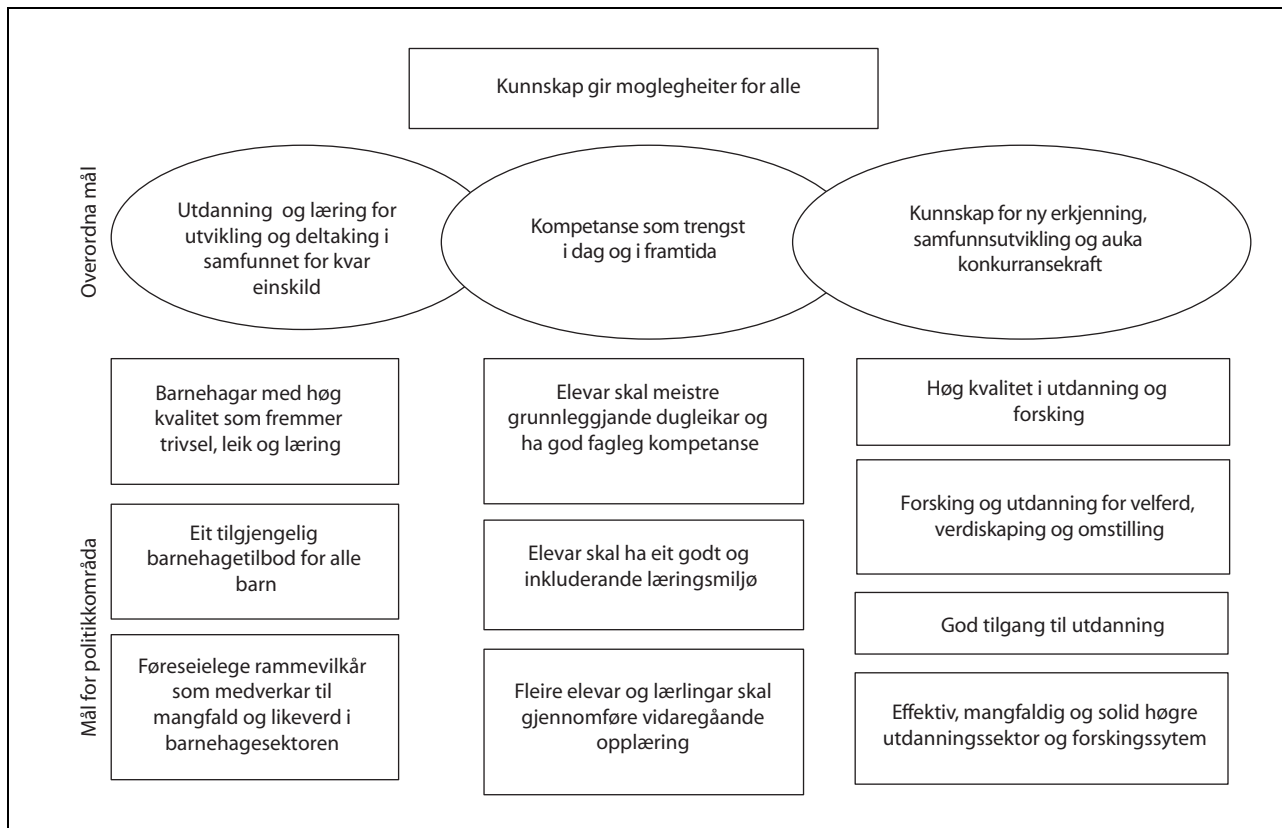 Kunnskap gir moglegheiter for alle
Overordna mål
Utdanning og læring for
utvikling og deltaking i
samfunnet for kvar
einskild
Kompetanse som trengst
i dag og i framtida
Kunnskap for ny erkjenning,
samfunnsutvikling og auka
konkurransekraft
Mål for politikkområda
Barnehagar med høg
kvalitet som fremmer
trivsel, leik og læring
Eit tilgjengelig
barnehagetilbod for alle
barn
Føreseielege rammevilkår
som medverkar til
mangfald og likeverd i
barnehagesektoren
Elevar skal meistre
grunnleggjande dugleikar og
ha god fagleg kompetanse
Elevar skal ha eit godt og
inkluderande læringsmiljø
Fleire elevar og lærlingar skal
gjennomføre vidaregåande
opplæring
Høg kvalitet i utdanning og
forsking
Forsking og utdanning for velferd,
verdiskaping og omstilling
God tilgang til utdanning
Effektiv, mangfaldig og solid høgre
utdanningssektor og forskingssytem